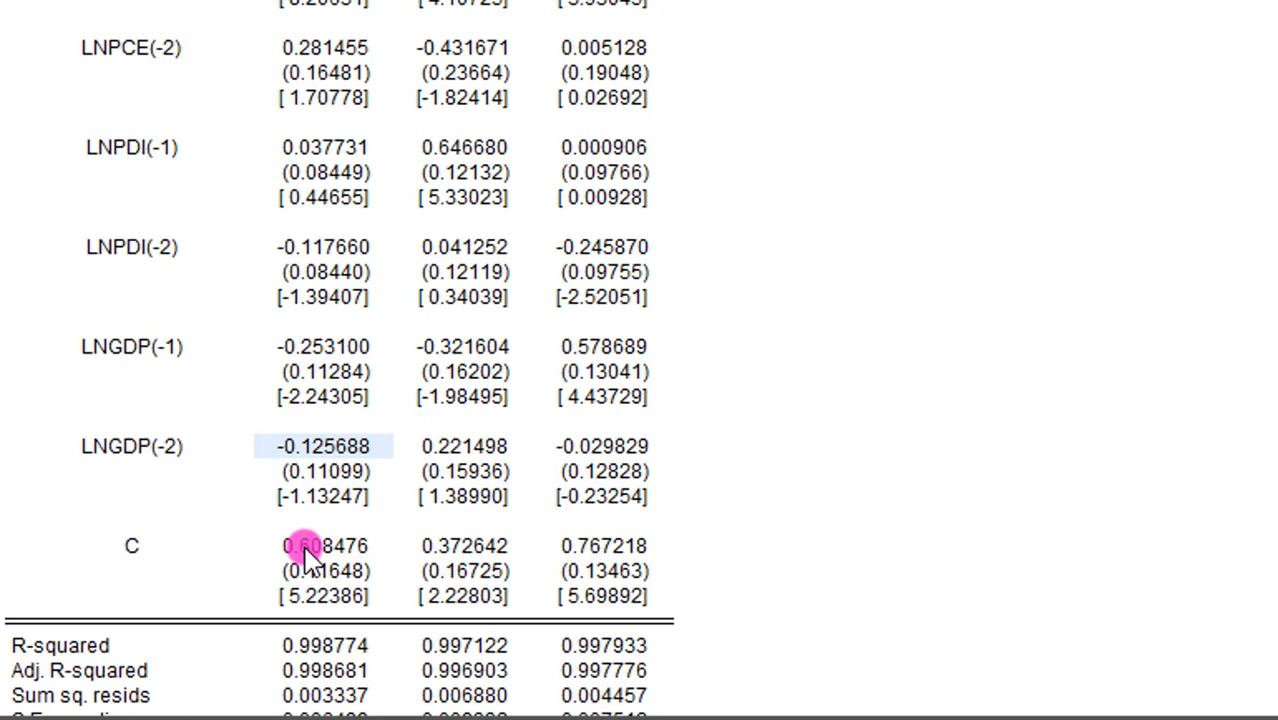 LNPCE(-2) 0.281455 -0.431671 0.005128
(0.16481) (0.23664) (0.19048)
[ 1.70778] [-1.82414] [ 0.02692]
LNPDI(-1) 0.037731 0.646680 0.000906
(0.08449) (0.12132) (0.09766)
[ 0.44655] [ 5.33023] [ 0.00928]
LNPDI(-2) -0.117660 0.041252 -0.245870
(0.08440) (0.12119) (0.09755)
[-1.39407] [ 0.34039] [-2.52051]
LNGDP(-1) -0.253100 -0.321604 0.578689
(0.11284) (0.16202) (0.13041)
[-2.24305] [-1.98495] [ 4.43729]
LNGDP(-2) -0.125688 0.221498 -0.029829
(0.11099) (0.15936) (0.12828)
[-1.13247] [ 1.38990] [-0.23254]
C 0.608476 0.372642 0.767218
(0.16725) (0.13463)
[ 5.22386] [ 2.22803] [ 5.69892]
R-squared 0.998774 0.997122 0.997933
Adj. R-squared 0.998681 0.996903 0.997776
Sum sq. resids 0.003337 0.006880 0.004457